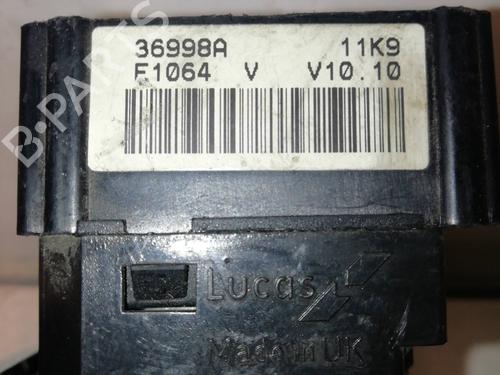 36998A 11K9
E1064 V V10.10
Lucas
Made in UK
B-PARTS